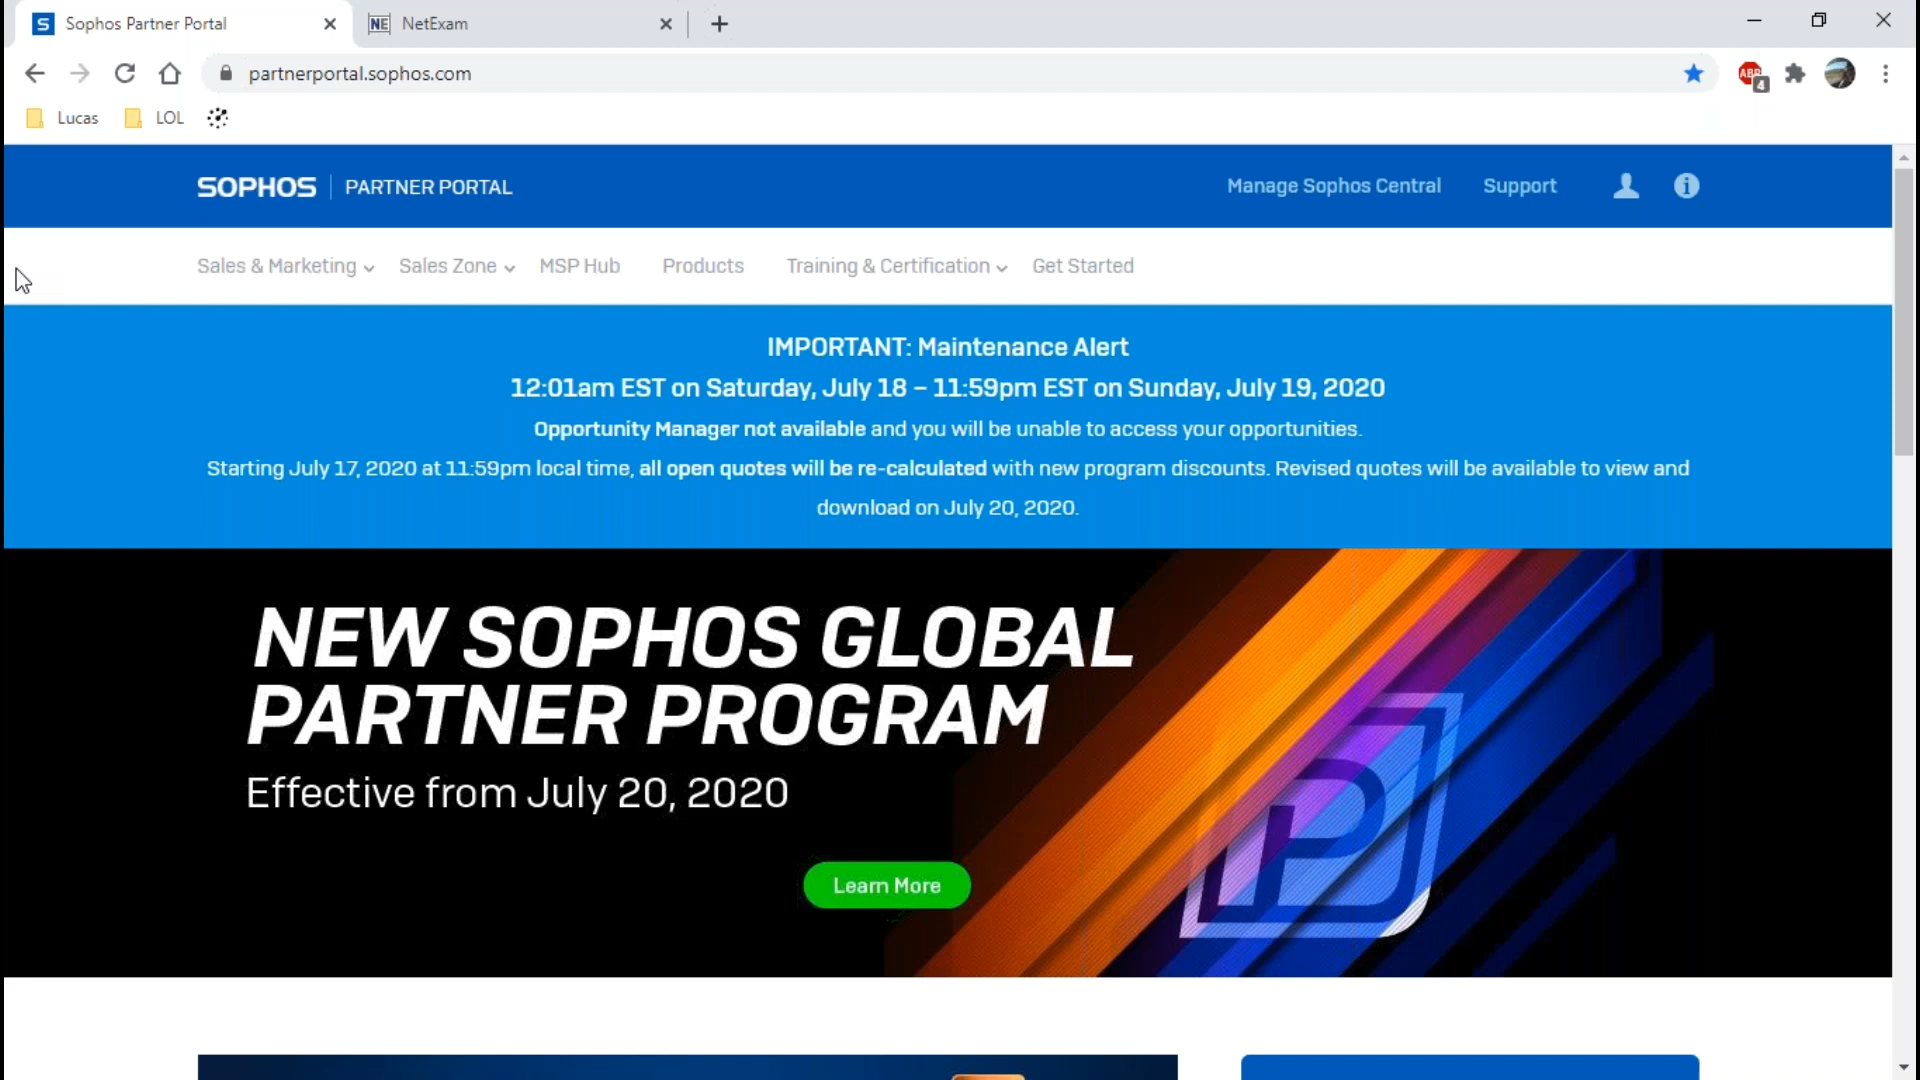 Sophos Partner Portal
NetExam
partnerportal.sophos.com
Lucas
LOL
SOPHOS PARTNER PORTAL
Manage Sophos Central
Support
Sales & Marketing
Sales Zone
MSP Hub
Products
Training & Certification
Get Started
IMPORTANT: Maintenance Alert
12:01am EST on Saturday, July 18 – 11:59pm EST on Sunday, July 19, 2020
Opportunity Manager not available and you will be unable to access your opportunities.
Starting July 17, 2020 at 11:59pm local time, all open quotes will be re-calculated with new program discounts. Revised quotes will be available to view and
download on July 20, 2020.
NEW SOPHOS GLOBAL
PARTNER PROGRAM
Effective from July 20, 2020
Learn More
S
NE
ABP
4
P